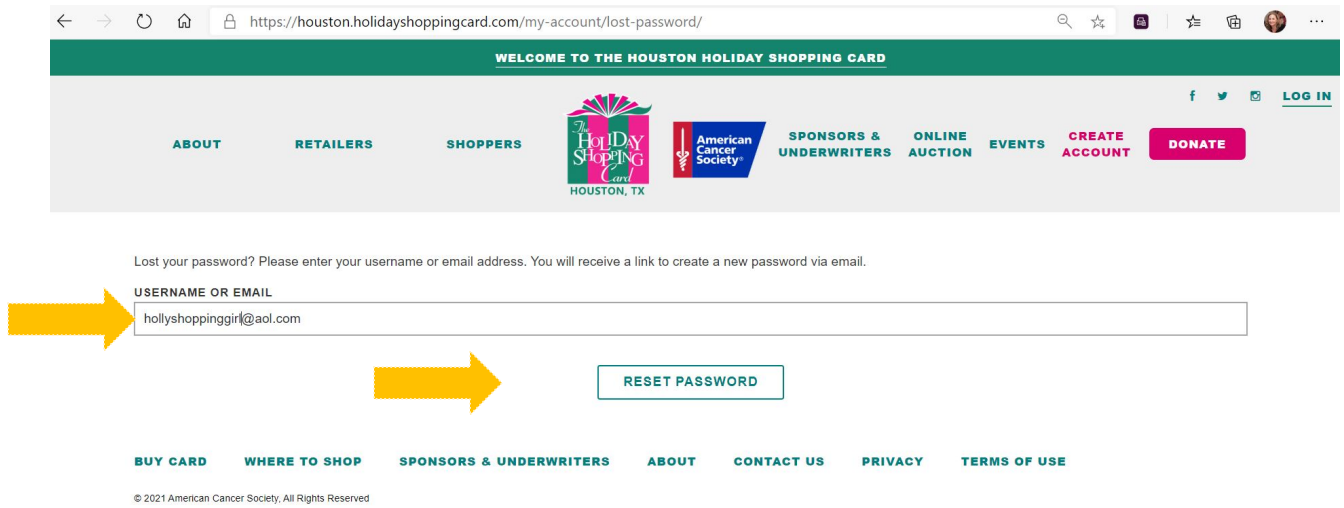 https://houston.holidayshoppingcard.com/my-account/lost-password/
WELCOME TO THE HOUSTON HOLIDAY SHOPPING CARD
LOG IN
ABOUT
RETAILERS
SHOPPERS
The
HOLIDAY
SHOPPING
Card
HOUSTON, TX
American
Cancer
Society®
SPONSORS &
UNDERWRITERS
ONLINE
AUCTION
EVENTS
CREATE
ACCOUNT
DONATE
Lost your password? Please enter your username or email address. You will receive a link to create a new password via email.
USERNAME OR EMAIL
hollyshoppinggirl@aol.com
RESET PASSWORD
BUY CARD WHERE TO SHOP SPONSORS & UNDERWRITERS ABOUT CONTACT US PRIVACY TERMS OF USE
© 2021 American Cancer Society, All Rights Reserved